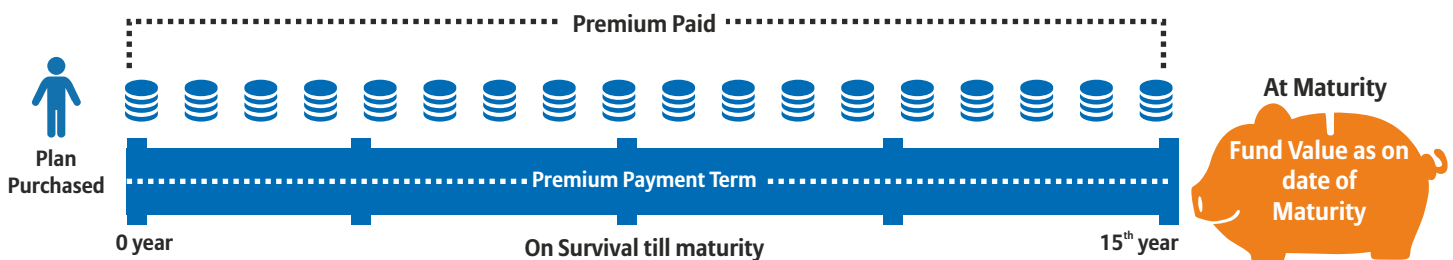 Premium Paid
Plan
Purchased
Premium Payment Term
0 year
On Survival till maturity
15th year
At Maturity
Fund Value as on
date of
Maturity